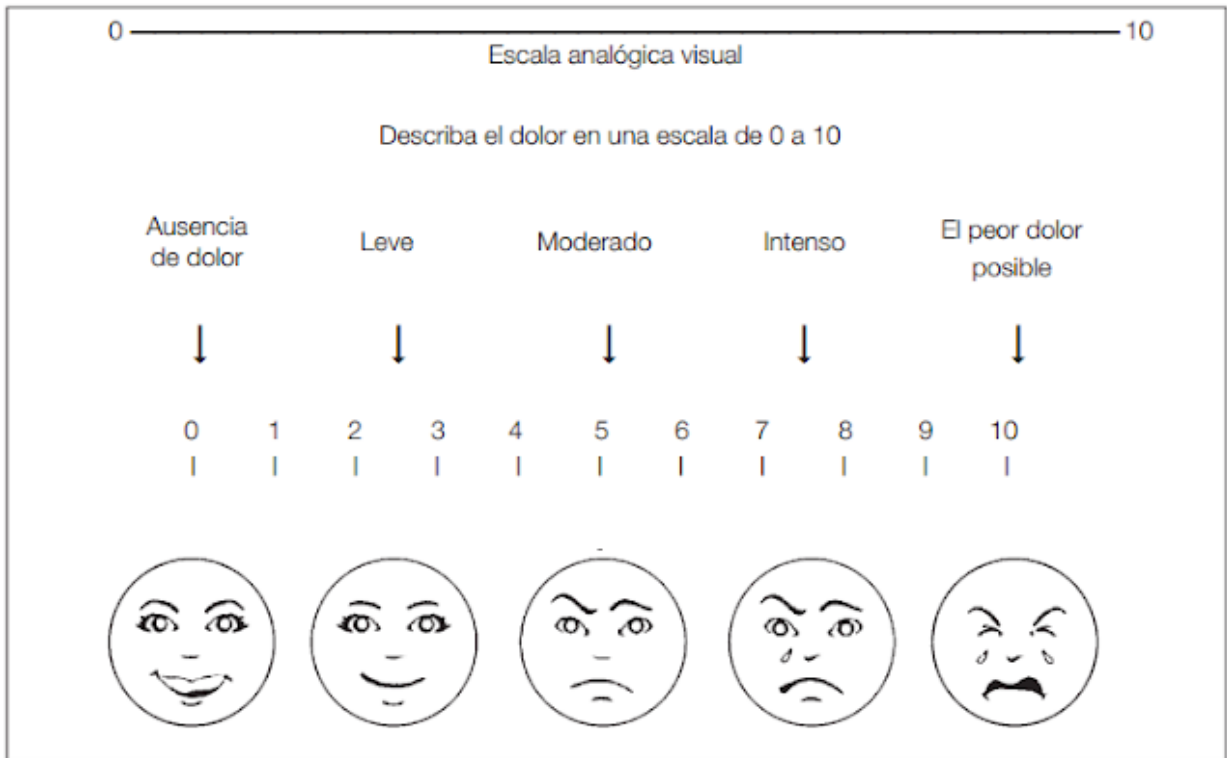 0 10
Escala analógica visual
Describa el dolor en una escala de 0 a 10
Ausencia
de dolor
Leve
Moderado
Intenso
El peor dolor
posible
0 1 2 3 4 5 6 7 8 9 10